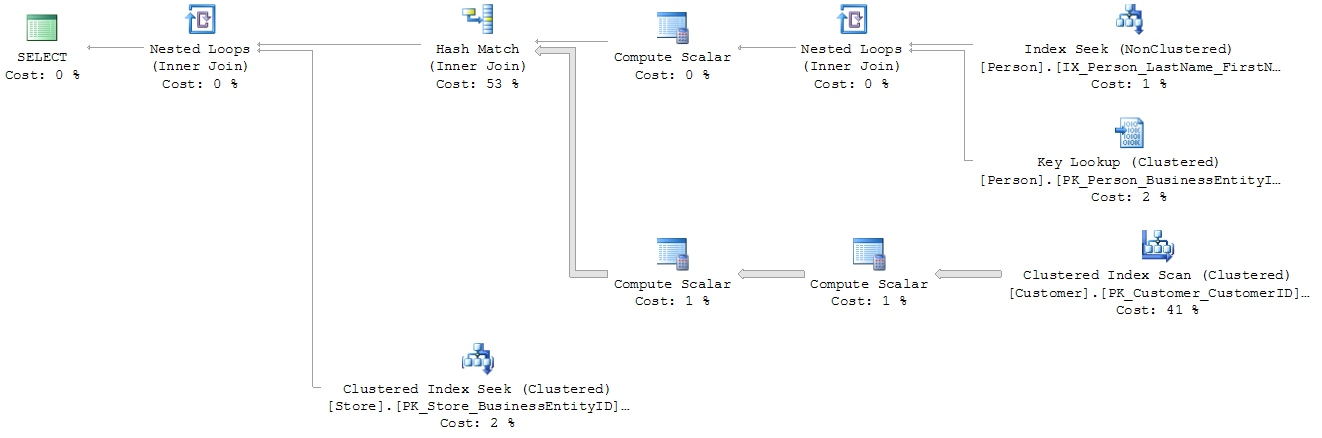 SELECT
Cost: 0 %
Nested Loops
(Inner Join)
Cost: 0 %
Hash Match
(Inner Join)
Cost: 53 %
Compute Scalar
Cost: 0 %
Nested Loops
(Inner Join)
Cost: 0 %
Index Seek (NonClustered)
[Person].[IX_Person_LastName_FirstN…
Cost: 1 %
Key Lookup (Clustered)
[Person].[PK_Person_BusinessEntityI…
Cost: 2 %
Compute Scalar
Cost: 1 %
Compute Scalar
Cost: 1 %
Clustered Index Scan (Clustered)
[Customer].[PK_Customer_CustomerID]…
Cost: 41 %
Clustered Index Seek (Clustered)
[Store].[PK_Store_BusinessEntityID]…
Cost: 2 %